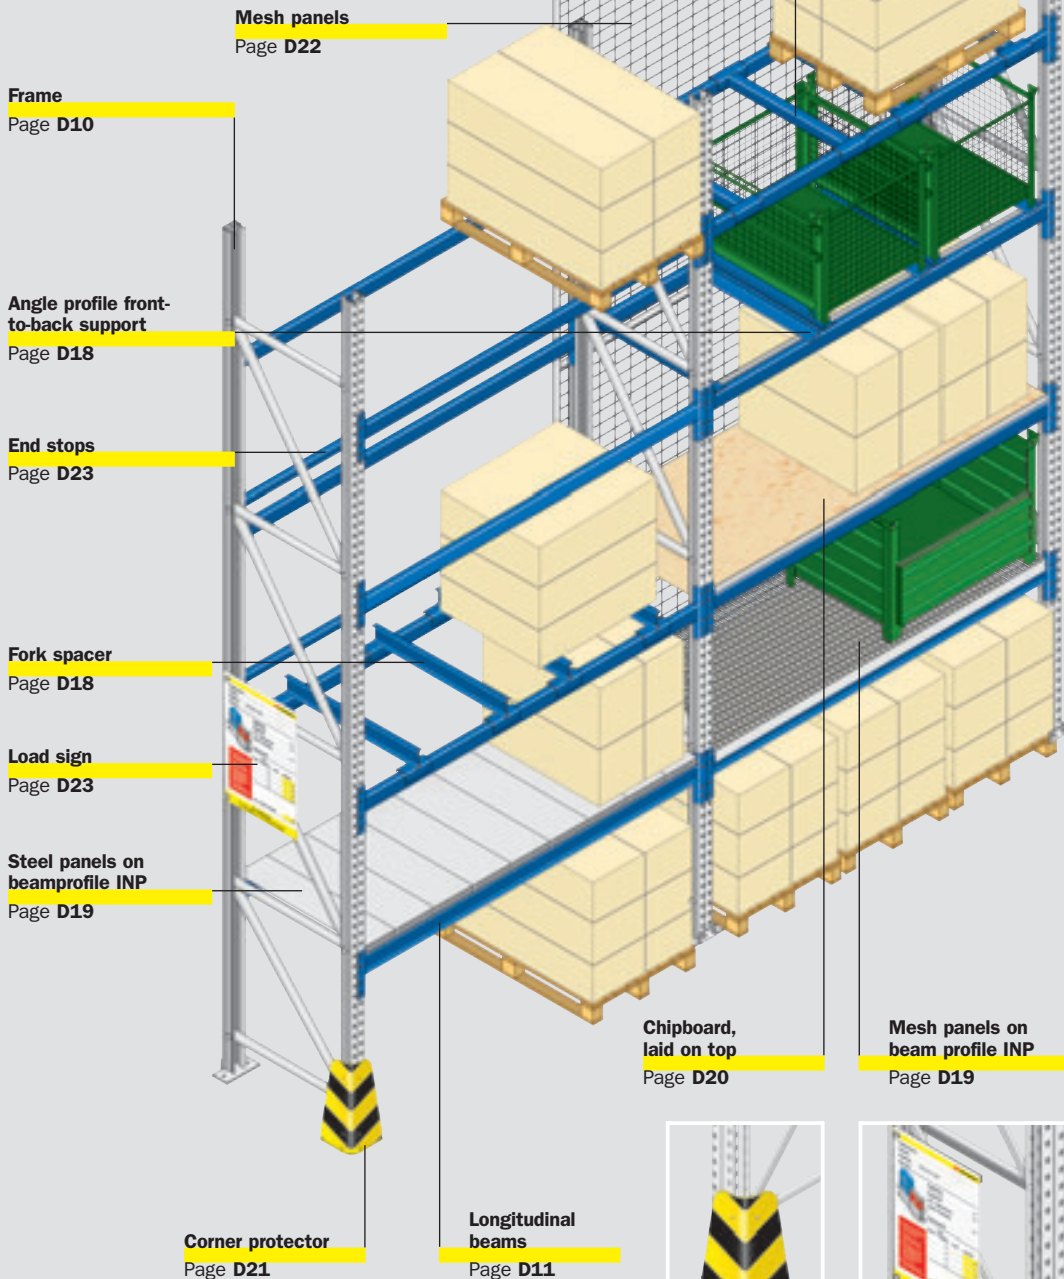 Mesh panels
Page D22
Frame
Page D10
Angle profile front-
to-back support
Page D18
End stops
Page D23
Fork spacer
Page D18
Load sign
Page D23
Steel panels on
beamprofile INP
Page D19
Chipboard,
laid on top
Page D20
Mesh panels on
beam profile INP
Page D19
Corner protector
Page D21
Longitudinal
beams
Page D11